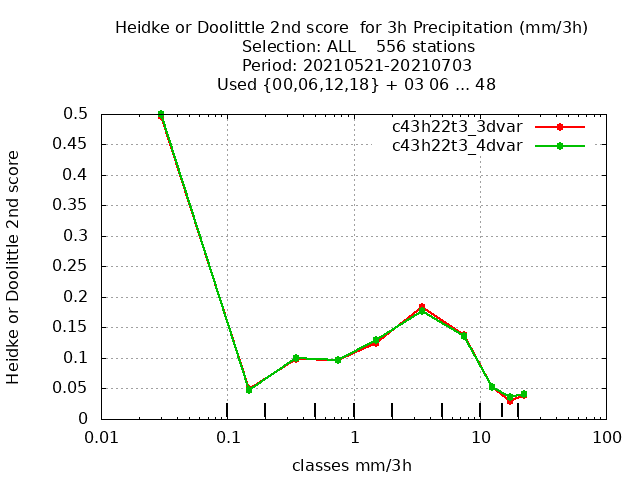 Heidke or Doolittle 2nd score  for 3h Precipitation (mm/3h)
Selection: ALL    556 stations
Period: 20210521-20210703
Used {00,06,12,18} + 03 06 ... 48
c43h22t3_3dvar
c43h22t3_4dvar
Heidke or Doolittle 2nd score
0.5
0.45
0.4
0.35
0.3
0.25
0.2
0.15
0.1
0.05
0
0.01 0.1 1 10 100
classes mm/3h